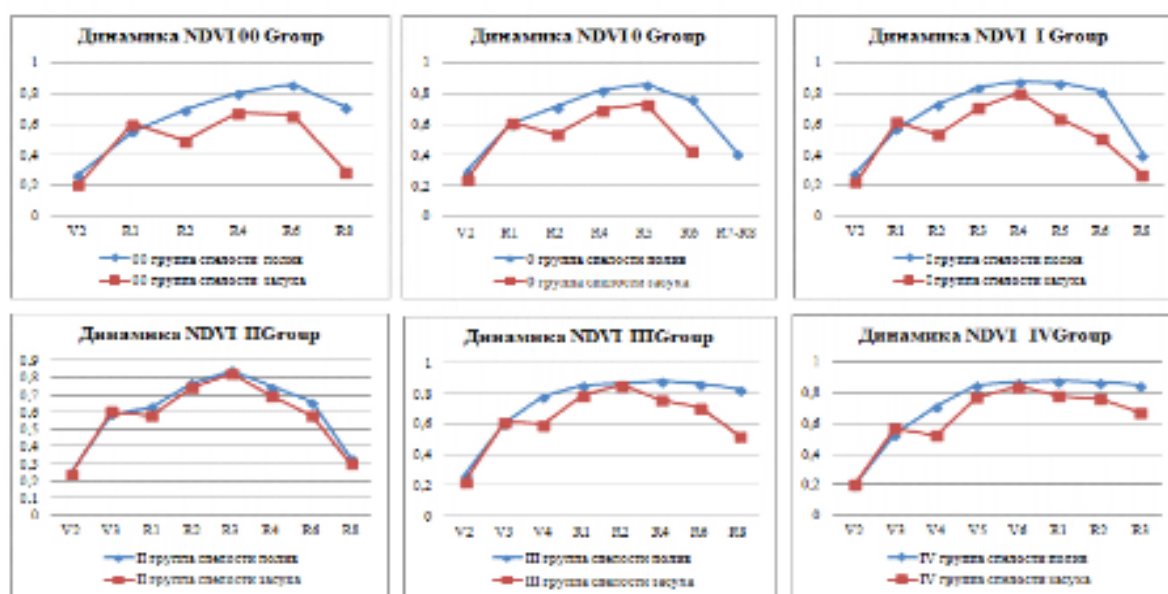 Динамика NDVI 00 Group
1
0,8
0,6
0,4
0,2
0
V2 R1 R2 R4 R6 R8
00 группа спелости полив
00 группа спелости засуха
Динамика NDVI 0 Group
1
0,8
0,6
0,4
0,2
0
V2 R1 R2 R4 R5 R6 R7-R8
0 группа спелости полив
0 группа спелости засуха
Динамика NDVI I Group
1
0,8
0,6
0,4
0,2
0
V2 R1 R2 R3 R4 R5 R6 R8
I группа спелости полив
I группа спелости засуха
Динамика NDVI IIGroup
0,9
0,8
0,7
0,6
0,5
0,4
0,3
0,2
0,1
0
V2 V3 R1 R2 R3 R4 R6 R8
II группа спелости полив
II группа спелости засуха
Динамика NDVI IIIGroup
1
0,8
0,6
0,4
0,2
0
V2 V3 V4 R1 R2 R4 R6
III группа спелости полив
III группа спелости засуха
Динамика NDVI IVGroup
1
0,8
0,6
0,4
0,2
0
V2 V3 V4 V5 V6 R1 R2 R3
IV группа спелости полив
IV группа спелости засуха